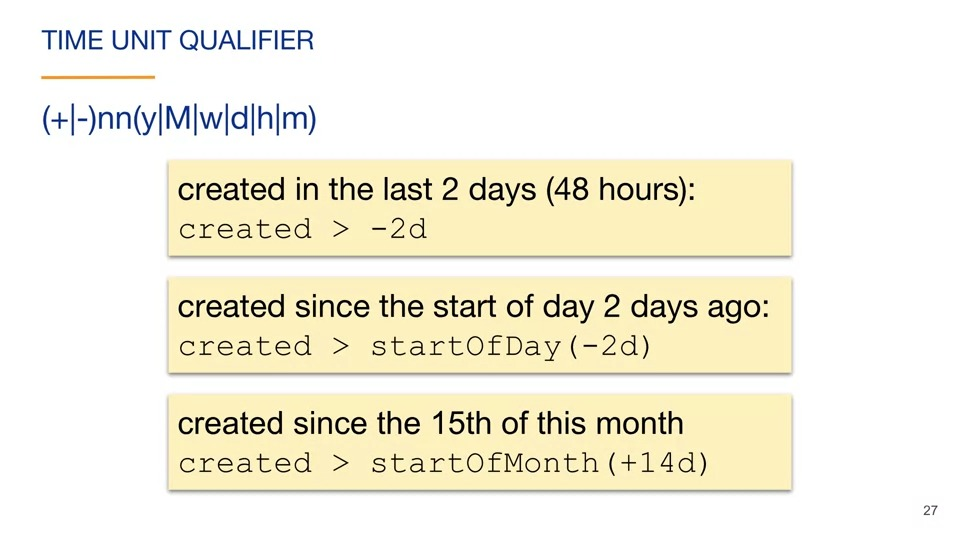 TIME UNIT QUALIFIER
(+|-)nn(y|M|w|d|h|m)
created in the last 2 days (48 hours):
created > -2d
created since the start of day 2 days ago:
created > startOfDay(-2d)
created since the 15th of this month
created > startOfMonth(+14d)
27